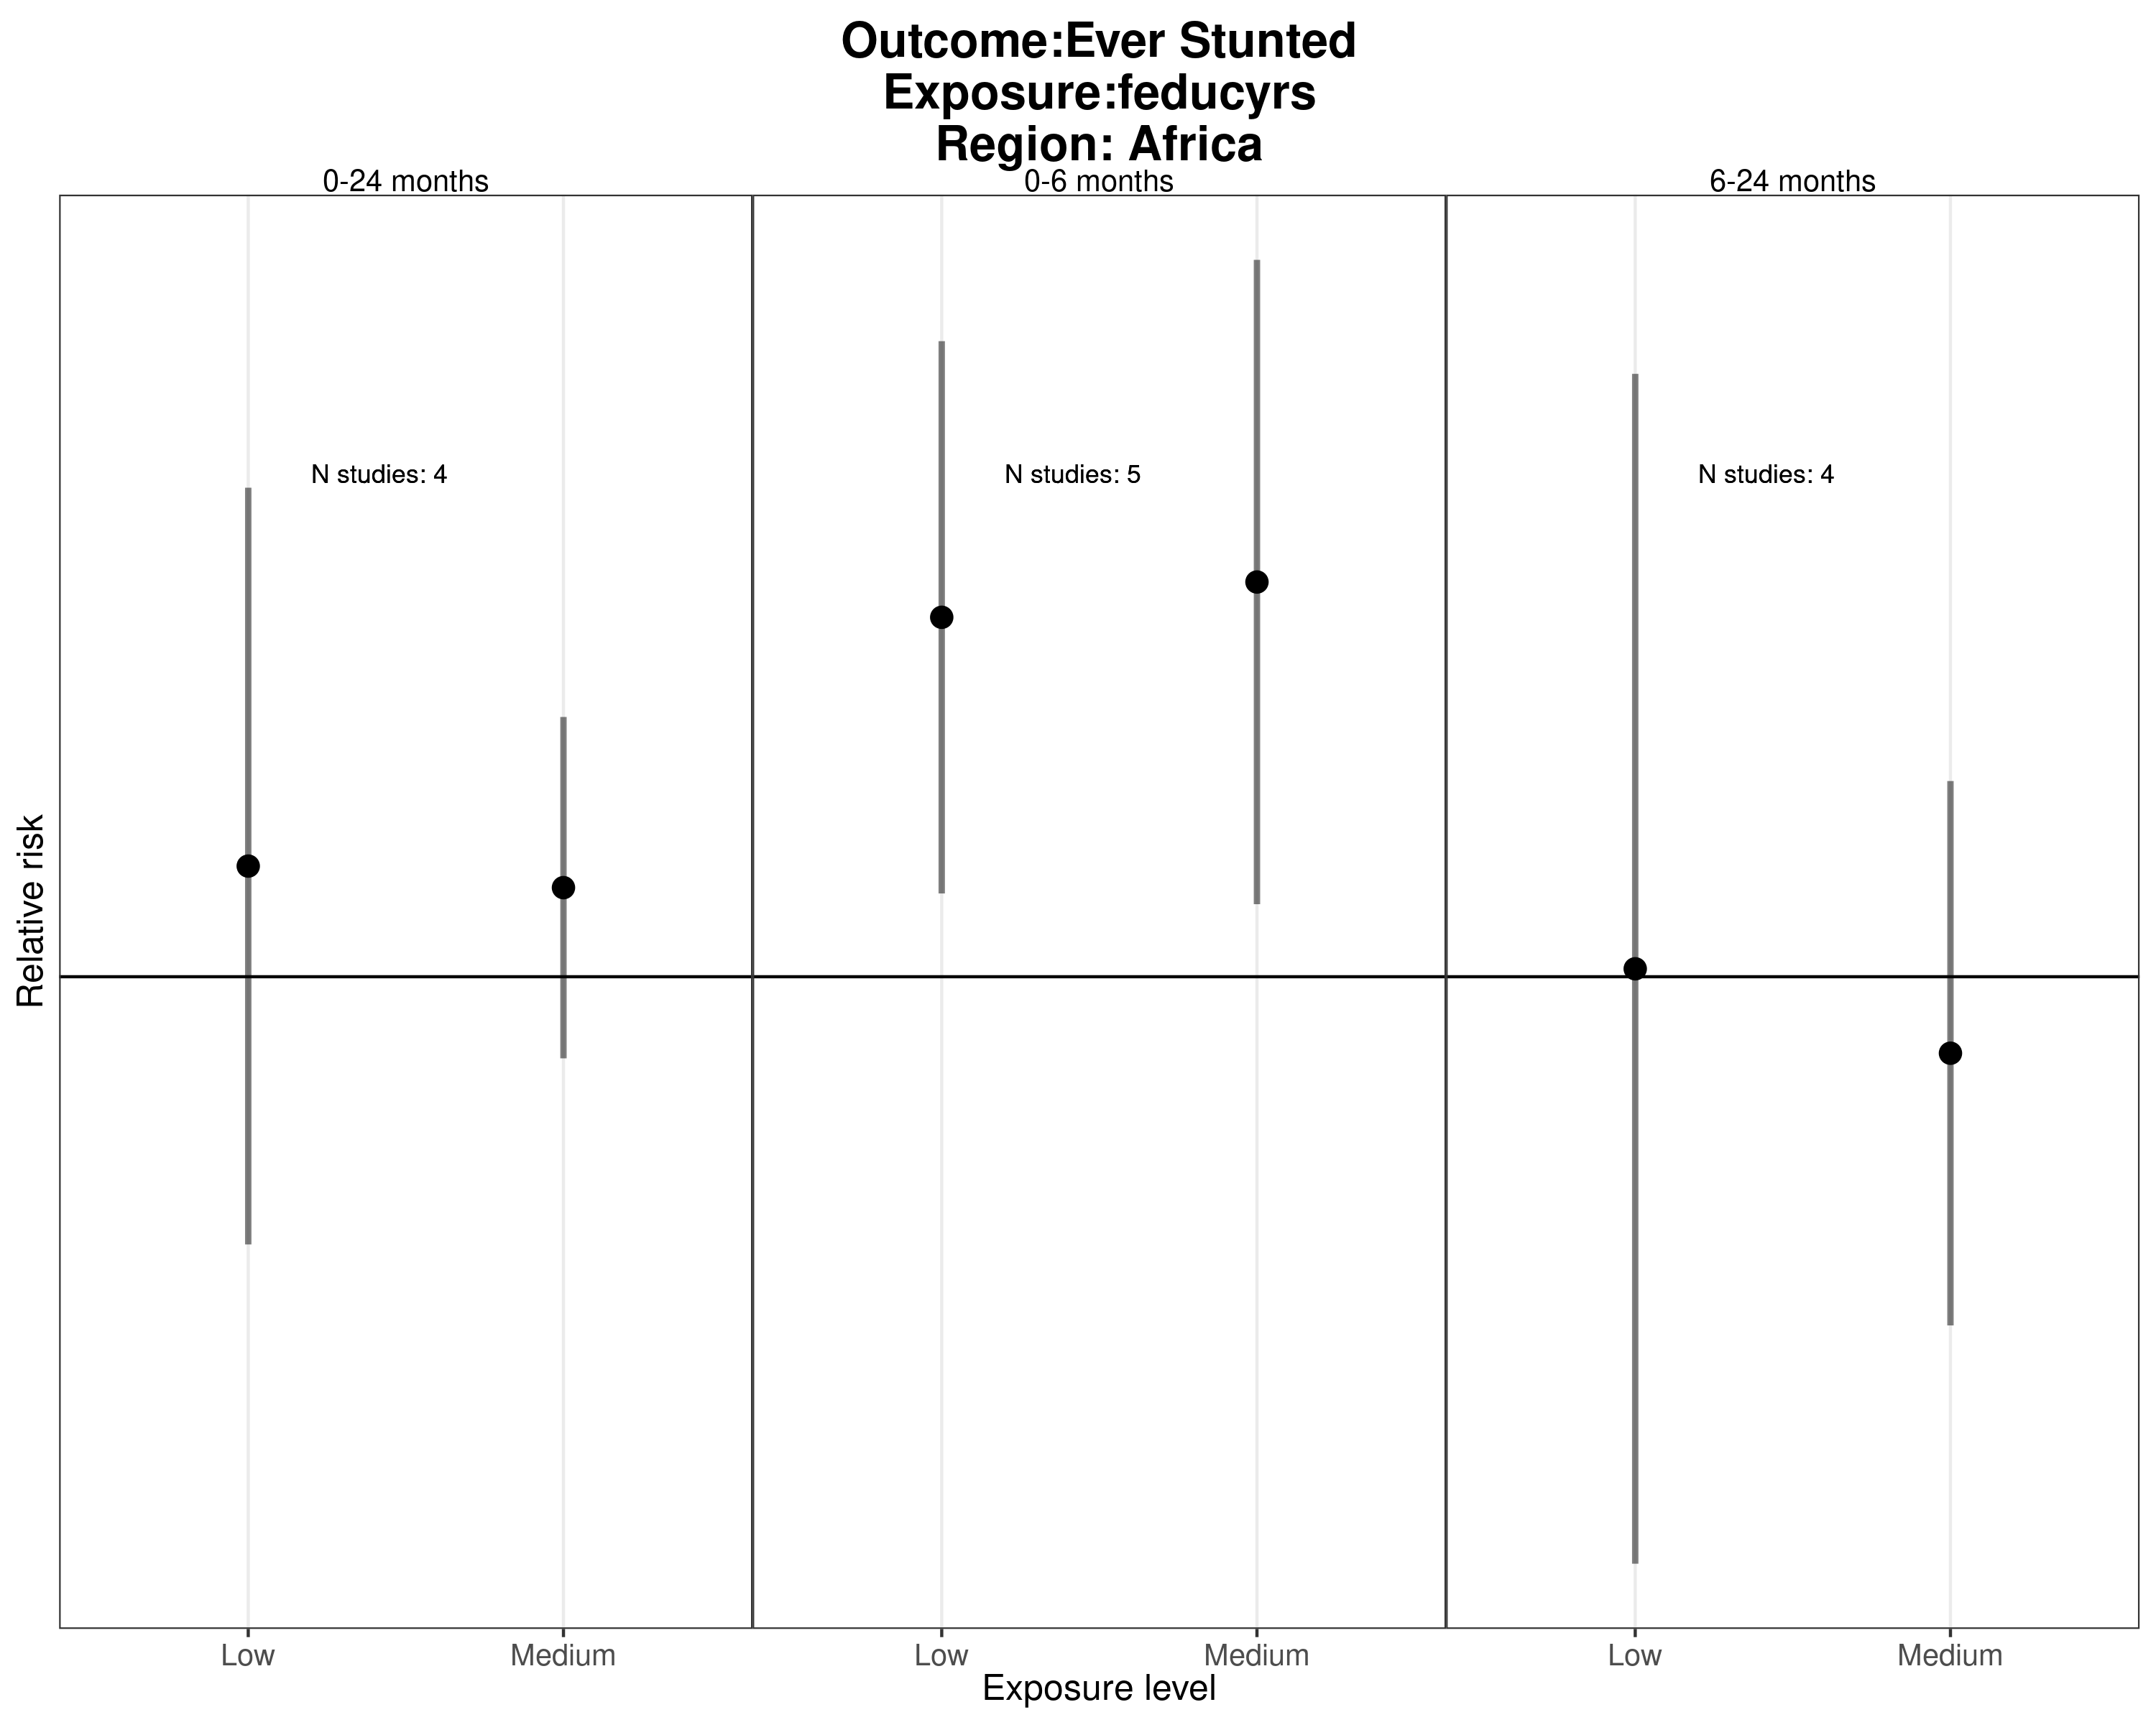 Outcome:Ever Stunted
Exposure:feducyrs
Region: Africa
0-24 months
0-6 months
6-24 months
N studies: 4
N studies: 5
N studies: 4
Relative risk
Low
Medium
Low
Medium
Low
Medium
Exposure level